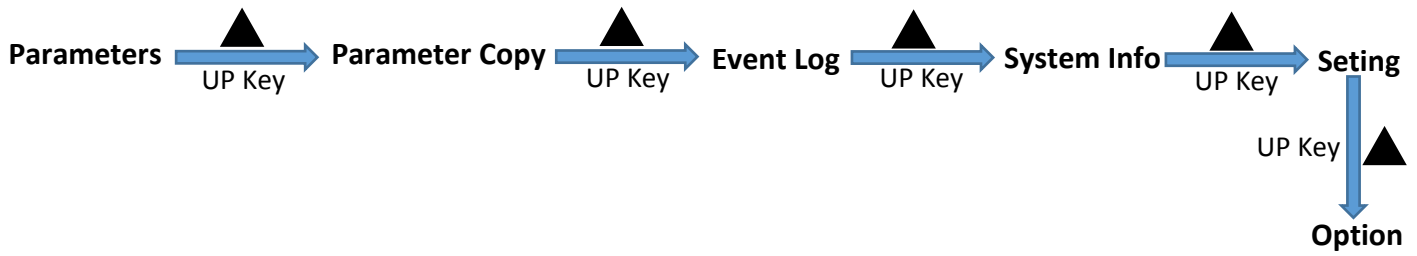 Parameters
UP Key
Parameter Copy
UP Key
Event Log
UP Key
System Info
UP Key
Seting
UP Key
Option